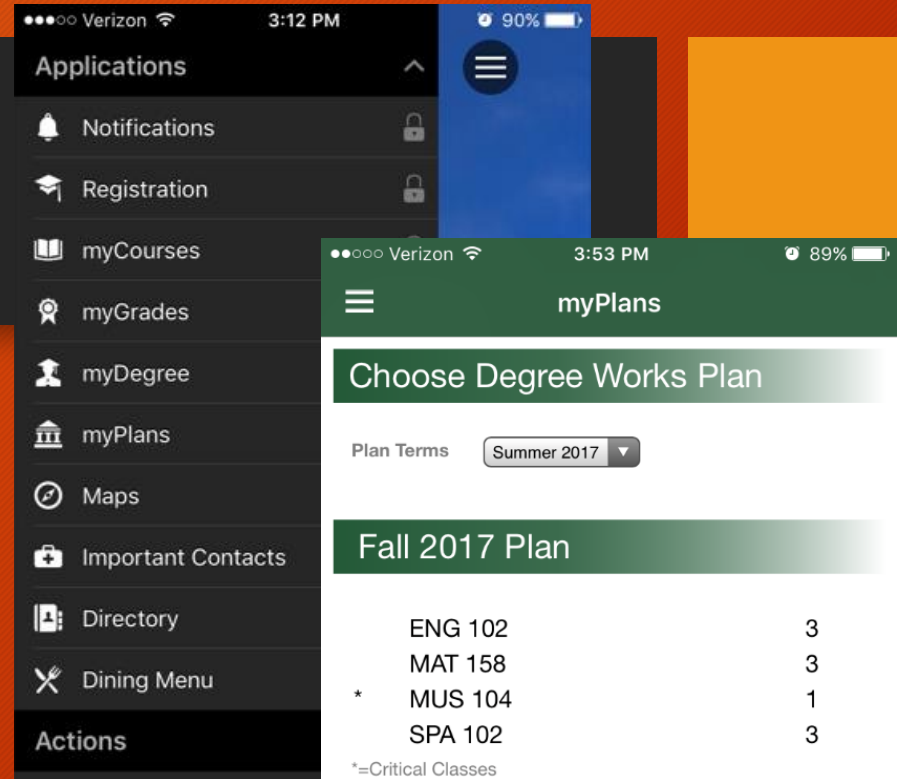 Verizon 3:12 PM 90%
Applications
Notifications
Registration
myCourses
myGrades
myDegree
myPlans
Maps
Important Contacts
Directory
Dining Menu
Actions
Verizon 3:53 PM 89%
myPlans
Choose Degree Works Plan
Plan Terms Summer 2017
Fall 2017 Plan
ENG 102 3
MAT 158 3
* MUS 104 1
SPA 102 3
*=Critical Classes